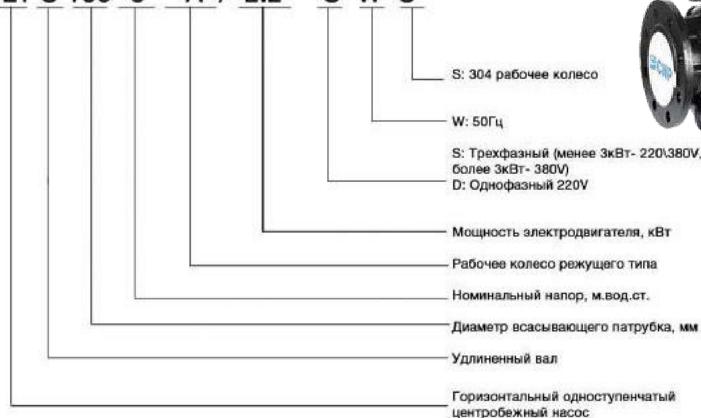 S: 304 рабочее колесо
W: 50Гц
S: Трехфазный (менее 3кВт- 220\380V,
более 3кВт- 380V)
D: Однофазный 220V
Мощность электродвигателя, кВт
Рабочее колесо режущего типа
Номинальный напор, м.вод.ст.
Диаметр всасывающего патрубка, мм
Удлиненный вал
Горизонтальный одноступенчатый
центробежный насос
CNP